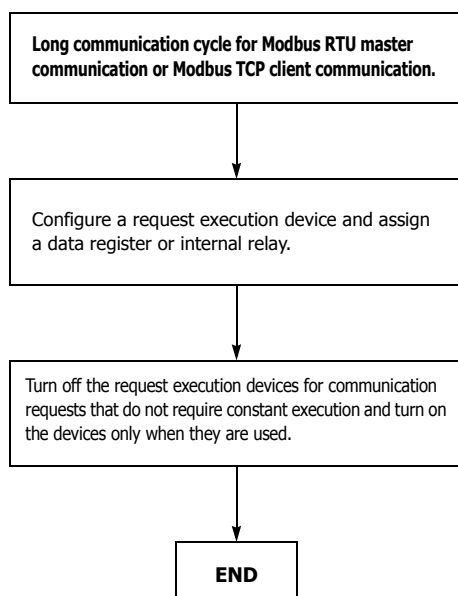 Long communication cycle for Modbus RTU master
communication or Modbus TCP client communication.
Configure a request execution device and assign
a data register or internal relay.
Turn off the request execution devices for communication
requests that do not require constant execution and turn on
the devices only when they are used.
END